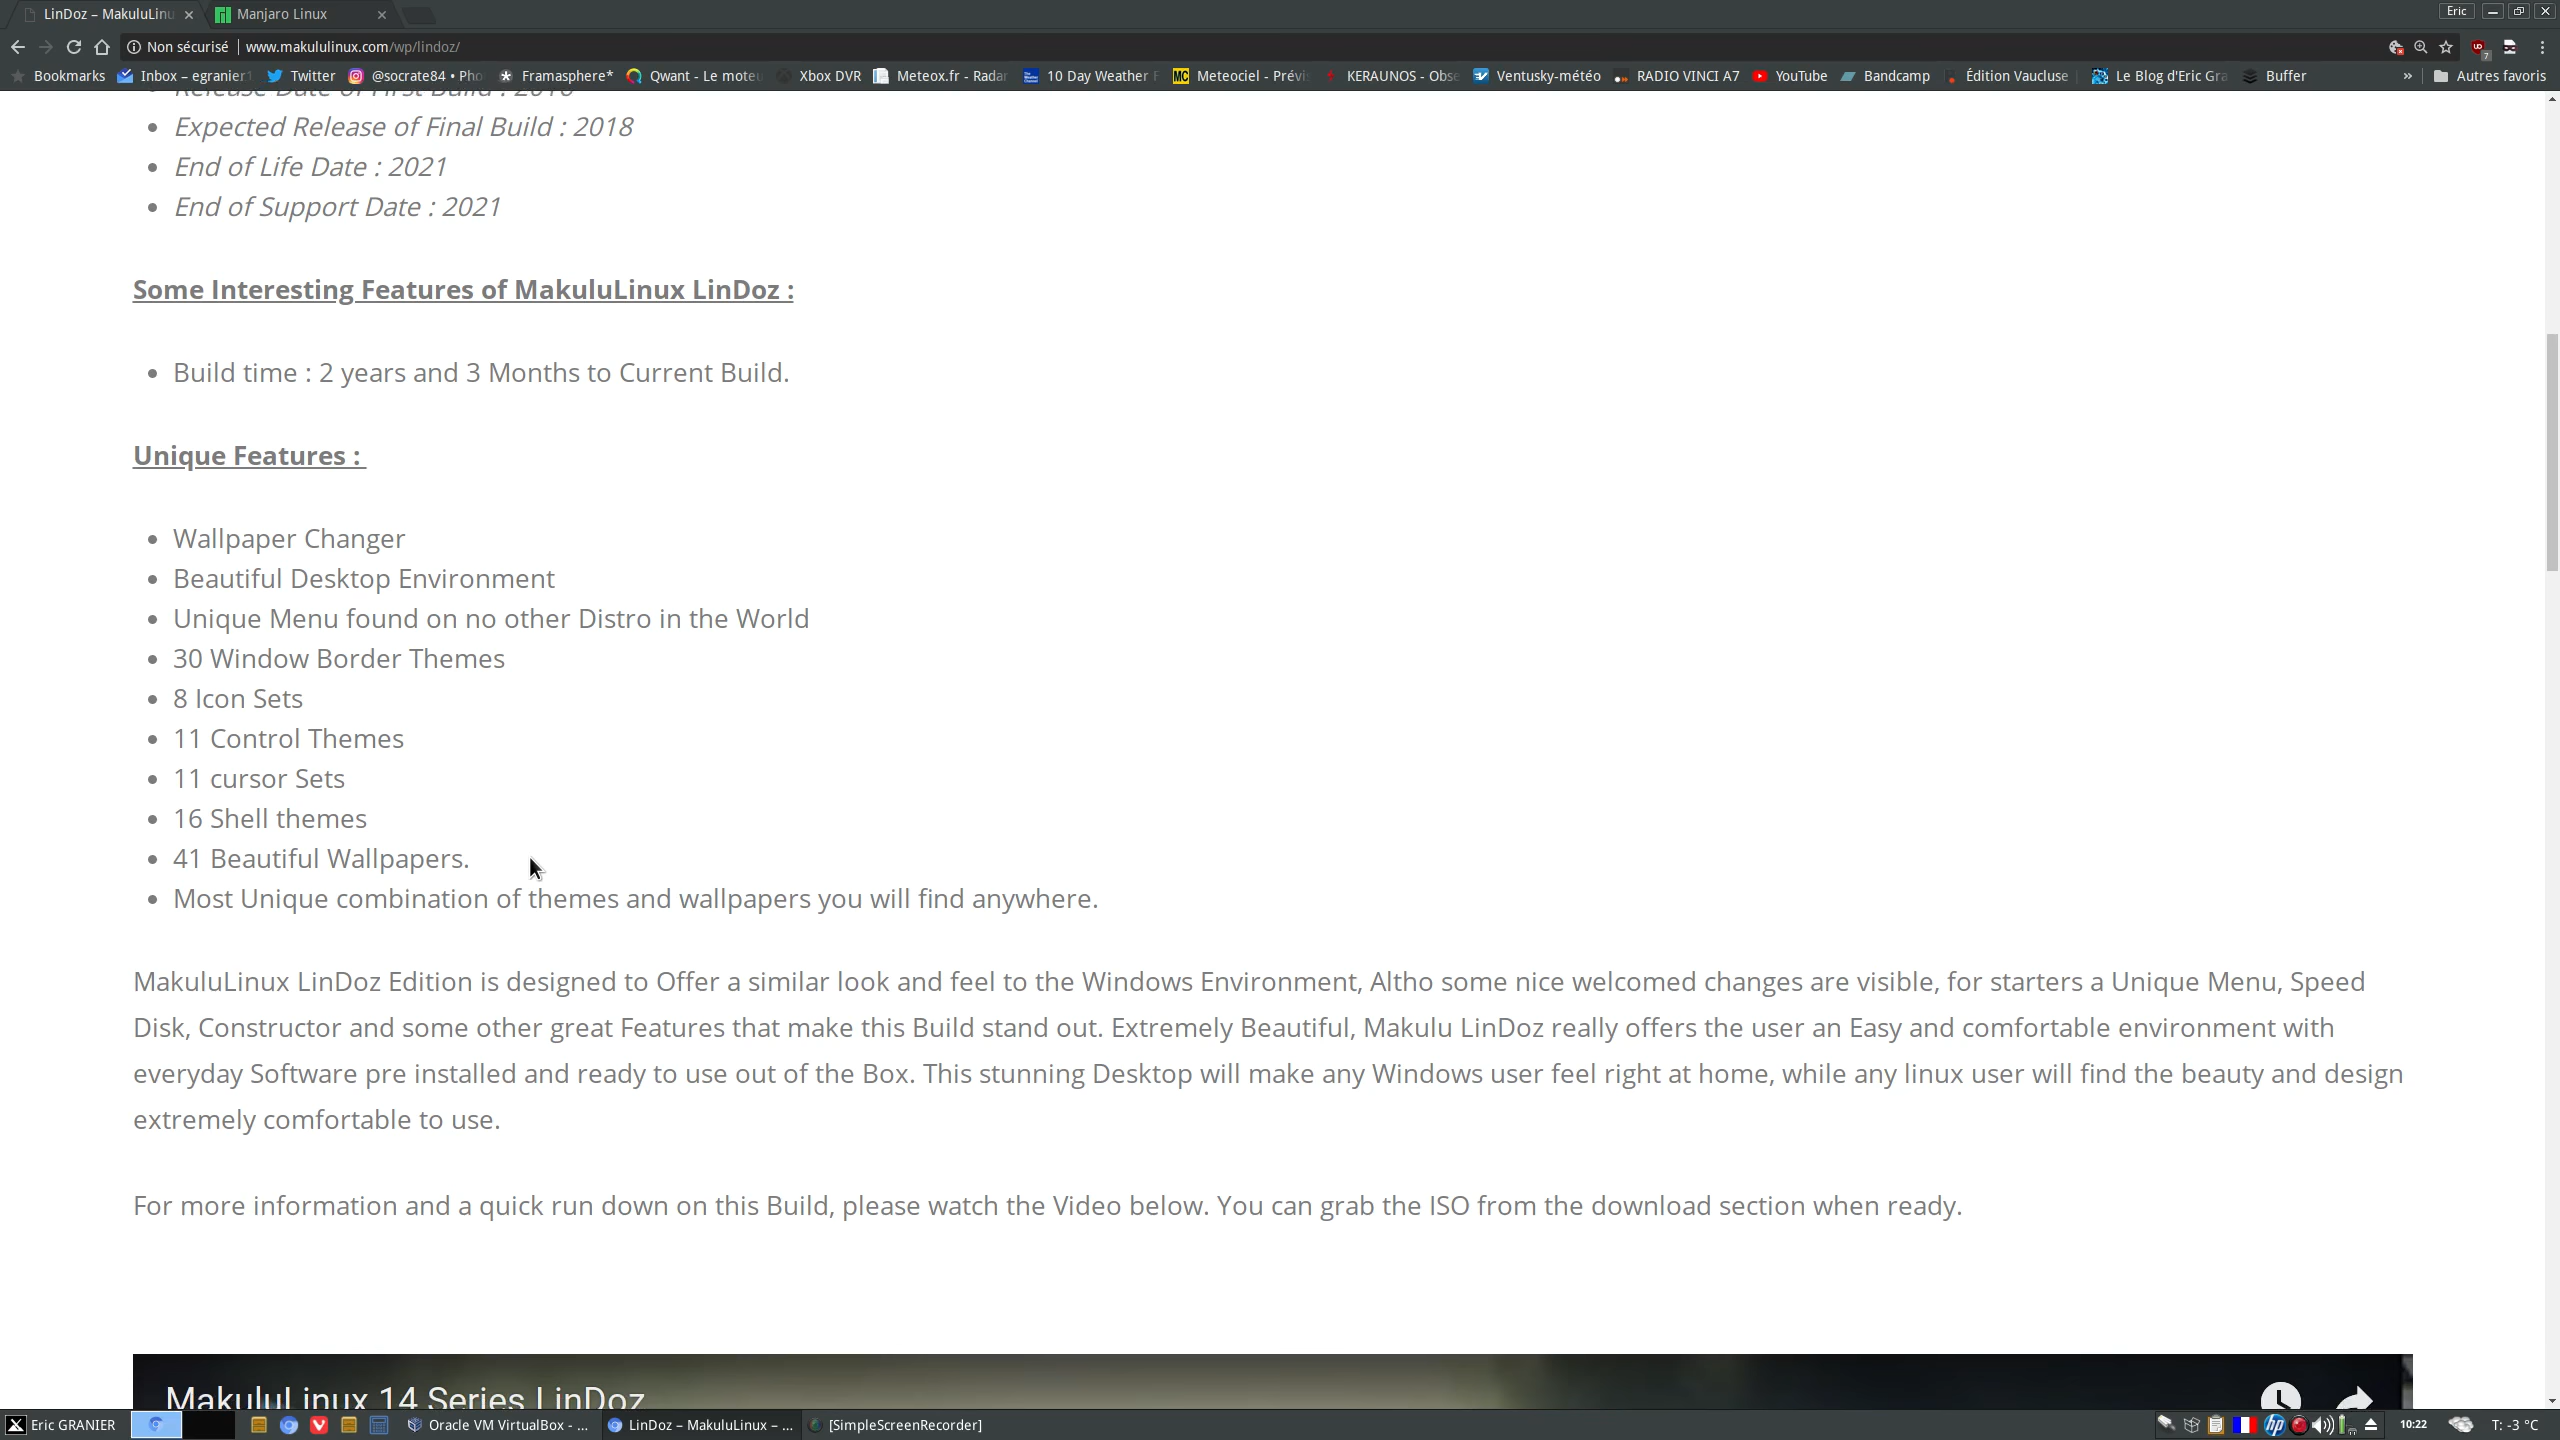 LinDoz – MakuluLinu
Manjaro Linux
Eric
Non sécurisé
www.makululinux.com/wp/lindoz/
Bookmarks
Inbox – egranier1
Twitter
@socrate84 • Pho
Framasphere*
Qwant - Le moteu
Xbox DVR
Meteox.fr - Radar
10 Day Weather F
Meteociel - Prévis
KERAUNOS - Obse
Ventusky-météo
RADIO VINCI A7
YouTube
Bandcamp
Édition Vaucluse
Le Blog d'Eric Gra
Buffer
»
Autres favoris
Release Date of First Build : 2016
• Expected Release of Final Build : 2018
• End of Life Date : 2021
• End of Support Date : 2021
Some Interesting Features of MakuluLinux LinDoz :
• Build time : 2 years and 3 Months to Current Build.
Unique Features :
• Wallpaper Changer
• Beautiful Desktop Environment
• Unique Menu found on no other Distro in the World
• 30 Window Border Themes
• 8 Icon Sets
• 11 Control Themes
• 11 cursor Sets
• 16 Shell themes
• 41 Beautiful Wallpapers.
• Most Unique combination of themes and wallpapers you will find anywhere.
MakuluLinux LinDoz Edition is designed to Offer a similar look and feel to the Windows Environment, Altho some nice welcomed changes are visible, for starters a Unique Menu, Speed
Disk, Constructor and some other great Features that make this Build stand out. Extremely Beautiful, Makulu LinDoz really offers the user an Easy and comfortable environment with
everyday Software pre installed and ready to use out of the Box. This stunning Desktop will make any Windows user feel right at home, while any linux user will find the beauty and design
extremely comfortable to use.
For more information and a quick run down on this Build, please watch the Video below. You can grab the ISO from the download section when ready.
MakuluLinux 14 Series LinDoz
Eric GRANIER
Oracle VM VirtualBox - ...
LinDoz – MakuluLinux – ...
[SimpleScreenRecorder]
hp
10:22
T: -3 °C